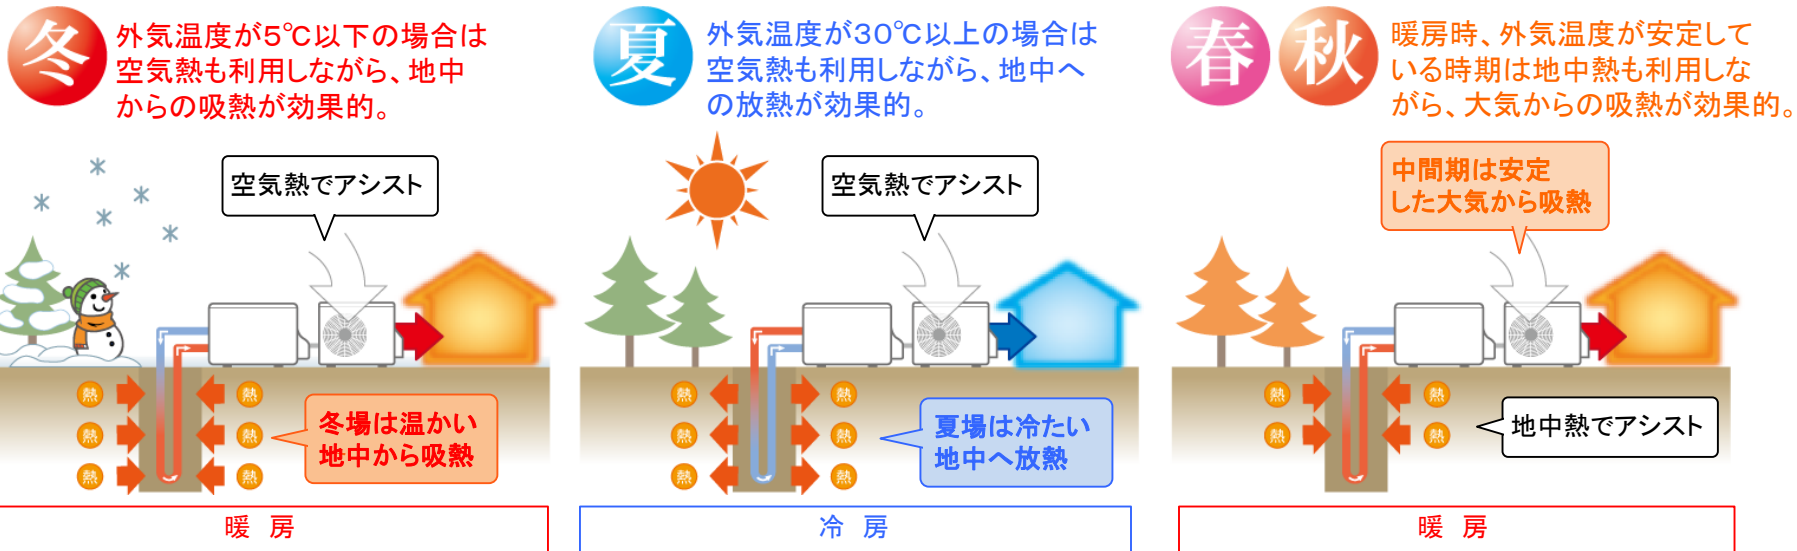 冬
外気温度が5℃以下の場合は
空気熱も利用しながら、地中
からの吸熱が効果的。
空気熱でアシスト
熱 熱
熱 熱
熱 熱
冬場は温かい
地中から吸熱
暖 房
夏
外気温度が30℃以上の場合は
空気熱も利用しながら、地中へ
の放熱が効果的。
空気熱でアシスト
熱 熱
熱 熱
熱 熱
夏場は冷たい
地中へ放熱
冷 房
春 秋
暖房時、外気温度が安定して
いる時期は地中熱も利用しな
がら、大気からの吸熱が効果的。
中間期は安定
した大気から吸熱
熱 熱
熱 熱
地中熱でアシスト
暖 房